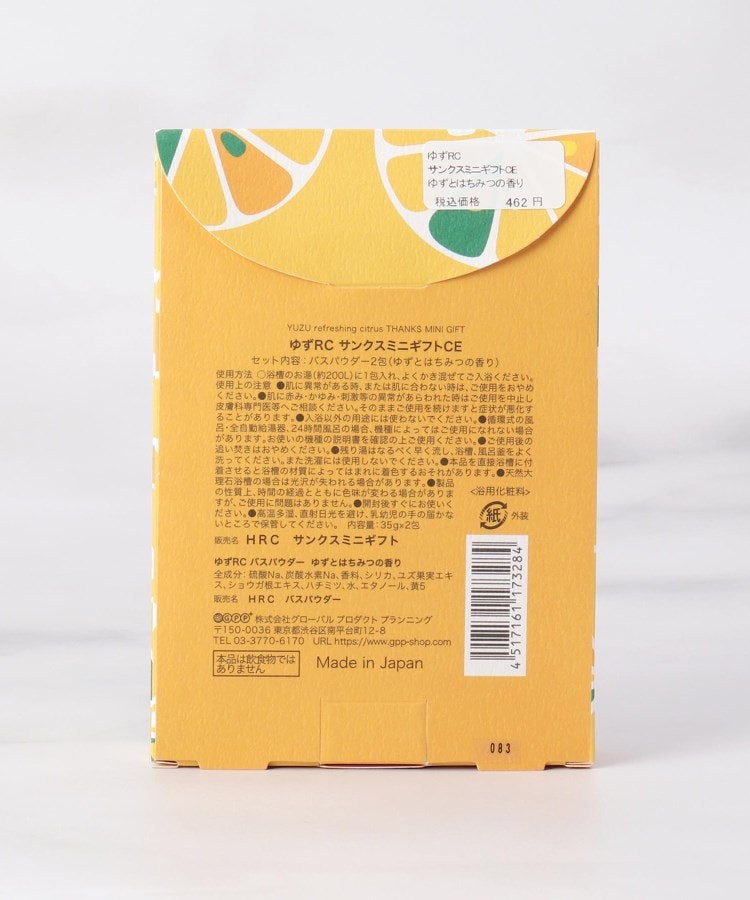 ゆずRC
サンクスミニギフトCE
ゆずとはちみつの香り
税込価格 462 円
YUZU refreshing citrus THANKS MINI GIFT
ゆずRC サンクスミニギフトCE
セット内容：バスパウダー2包(ゆずとはちみつの香り)
使用方法 ○浴槽のお湯(約200L)に1包入れ、よくかき混ぜてご入浴ください。
使用上の注意 ●肌に異常がある時、または肌に合わない時は、ご使用をおやめ
ください。●肌に赤み・かゆみ・刺激等の異常があらわれた時はご使用を中止し
皮膚科専門医等へご相談ください。そのままご使用を続けますと症状が悪化す
ることがあります。●入浴以外の用途には使わないでください。●循環式の風
呂・全自動給湯器、24時間風呂の場合、機種によってはご使用になれない場合
があります。お使いの機種の説明書を確認の上ご使用ください。●ご使用後の
追い焚きはおやめください。●残り湯はなるべく早く流し、浴槽、風呂釜をよく
洗ってください。また洗濯には使用しないでください。●本品を直接浴槽に付
着させると浴槽の材質によってはまれに着色するおそれがあります。●天然大
理石浴槽の場合は光沢が失われる場合があります。●製品
の性質上、時間の経過とともに色味が変わる場合がありま
すが、ご使用に問題はありません。●開封後すぐにお使いく
ださい。●高温多湿、直射日光を避け、乳幼児の手の届かな
いところで保管してください。 内容量：35g×2包
<浴用化粧料>
紙 外装
販売名 HRC サンクスミニギフト
ゆずRC バスパウダー ゆずとはちみつの香り
全成分：硫酸Na、炭酸水素Na、香料、シリカ、ユズ果実エキ
ス、ショウガ根エキス、ハチミツ、水、エタノール、黄5
販売名 HRC バスパウダー
GPP 株式会社グローバル プロダクト プランニング
〒150-0036 東京都渋谷区南平台町12-8
TEL 03-3770-6170 URL https://www.gpp-shop.com
本品は飲食物では
ありません
Made in Japan
4 517161 173284
083